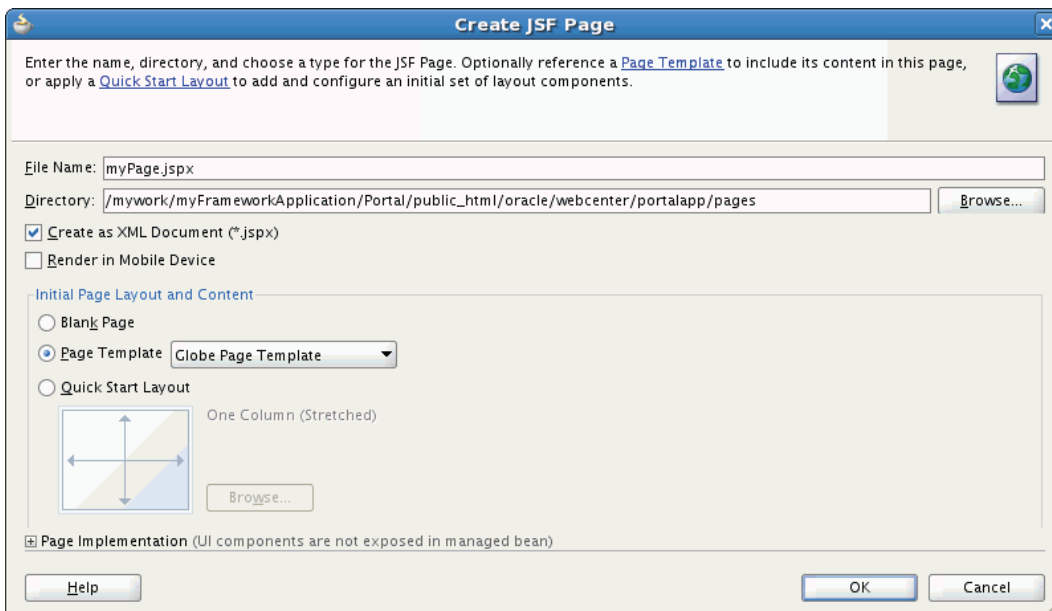 Create JSF Page
Enter the name, directory, and choose a type for the JSF Page. Optionally reference a Page Template to include its content in this page,
or apply a Quick Start Layout to add and configure an initial set of layout components.
File Name: myPage.jspx
Directory: /mywork/myFrameworkApplication/Portal/public_html/oracle/webcenter/portalapp/pages Browse...
Create as XML Document (*.jspx)
Render in Mobile Device
Initial Page Layout and Content
Blank Page
Page Template Globe Page Template
Quick Start Layout
One Column (Stretched)
Browse...
Page Implementation (UI components are not exposed in managed bean)
Help OK Cancel